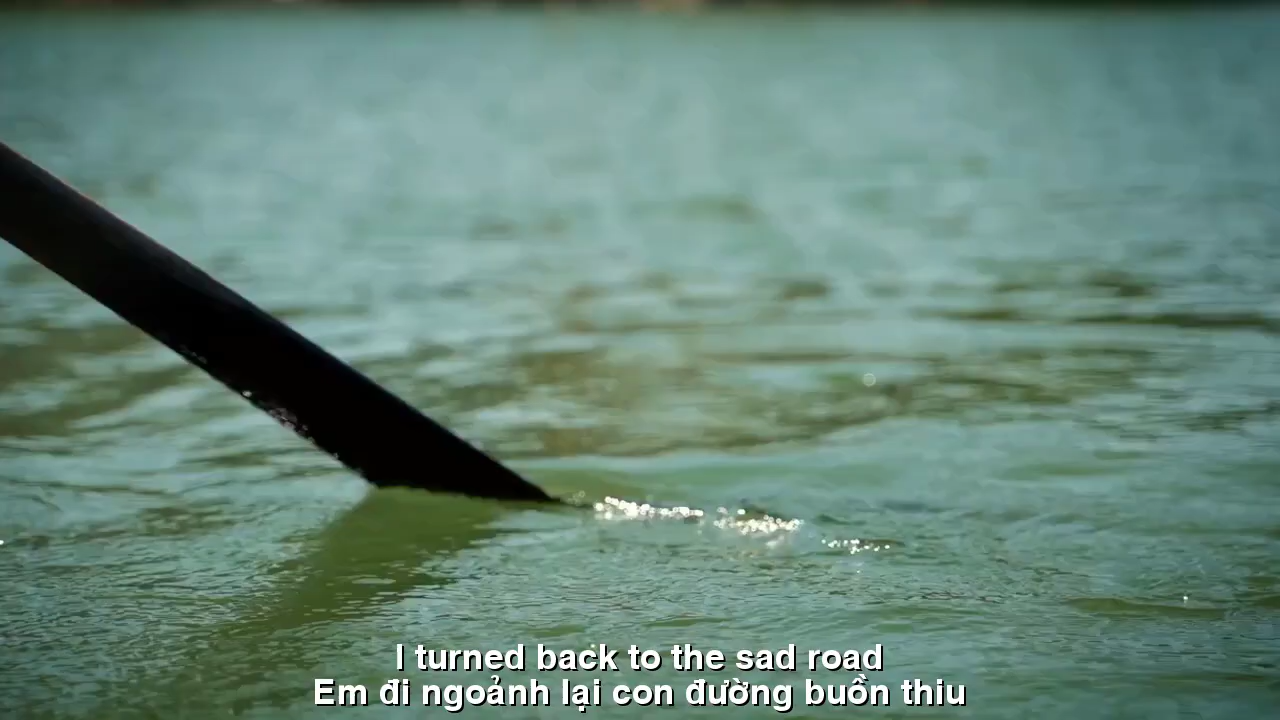 I turned back to the sad road
Em đi ngoảnh lại con đường buồn thiu